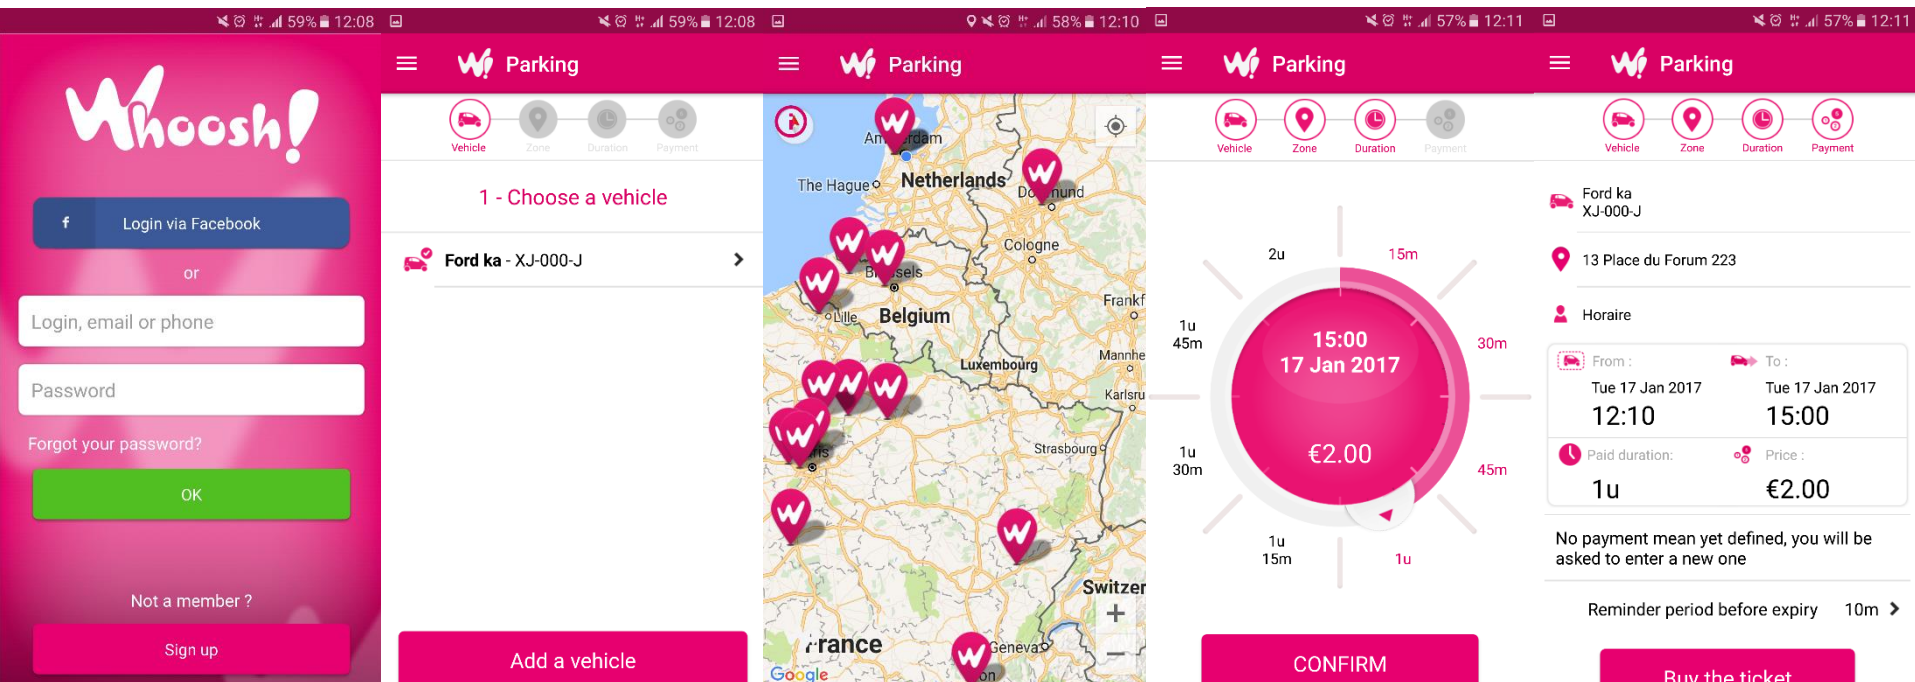 59% 12:08
Whoosh!
f Login via Facebook
or
Login, email or phone
Password
Forgot your password?
OK
Not a member ?
Sign up
59% 12:08
W! Parking
Vehicle Zone Duration Payment
1 - Choose a vehicle
Ford ka - XJ-000-J
Add a vehicle
58% 12:10
W! Parking
The Hague
Netherlands
Cologne
Frankf
Lille
Belgium
Mannhe
Luxembourg
Karlsru
Strasbourg
Switzer
+
rance
Geneva
−
Google
H+ 57% 12:11
W! Parking
Vehicle Zone Duration Payment
2u
15m
1u
45m
30m
15:00
17 Jan 2017
€2.00
1u
30m
45m
1u
15m
1u
CONFIRM
H+ 57% 12:11
W! Parking
Vehicle Zone Duration Payment
Ford ka
XJ-000-J
13 Place du Forum 223
Horaire
From : To :
Tue 17 Jan 2017 Tue 17 Jan 2017
12:10 15:00
Paid duration: Price :
1u €2.00
No payment mean yet defined, you will be
asked to enter a new one
Reminder period before expiry 10m
Buy the ticket